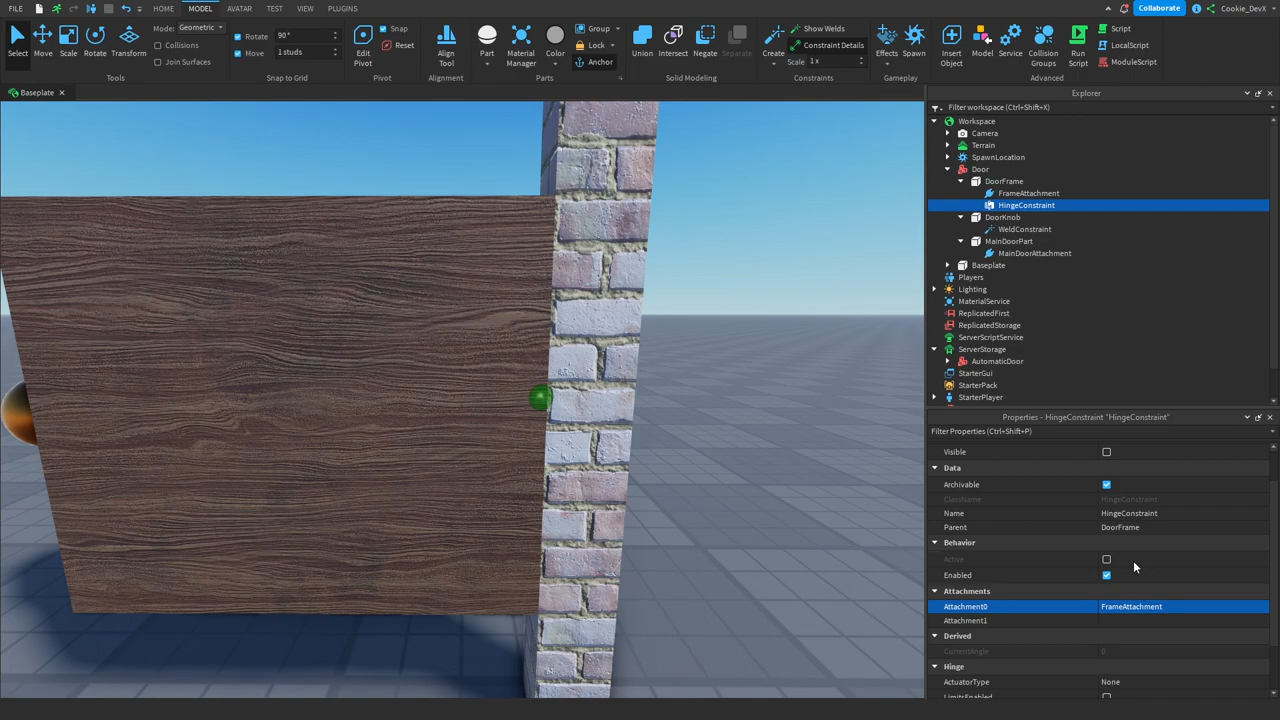 FILE HOME MODEL AVATAR TEST VIEW PLUGINS Collaborate Cookie_DevX
Select Move Scale Rotate Transform
Mode: Geometric
Collisions
Join Surfaces
Tools
Rotate 90°
Move 1 studs
Snap to Grid
Edit Pivot
Snap
Reset
Pivot
Align Tool
Alignment
Part Material Manager Color
Group
Lock
Anchor
Parts
Union Intersect Negate Separate
Solid Modeling
Create
Show Welds
Constraint Details
Scale 1 x
Constraints
Effects Spawn
Gameplay
Insert Object Model Service Collision Groups Run Script
Script
LocalScript
ModuleScript
Advanced
Baseplate
Explorer
Filter workspace (Ctrl+Shift+X)
Workspace
Camera
Terrain
SpawnLocation
Door
DoorFrame
FrameAttachment
HingeConstraint
DoorKnob
WeldConstraint
MainDoorPart
MainDoorAttachment
Baseplate
Players
Lighting
MaterialService
ReplicatedFirst
ReplicatedStorage
ServerScriptService
ServerStorage
AutomaticDoor
StarterGui
StarterPack
StarterPlayer
Properties - HingeConstraint "HingeConstraint"
Filter Properties (Ctrl+Shift+P)
Visible
Data
Archivable
ClassName HingeConstraint
Name HingeConstraint
Parent DoorFrame
Behavior
Active
Enabled
Attachments
Attachment0 FrameAttachment
Attachment1
Derived
CurrentAngle 0
Hinge
ActuatorType None
LimitsEnabled